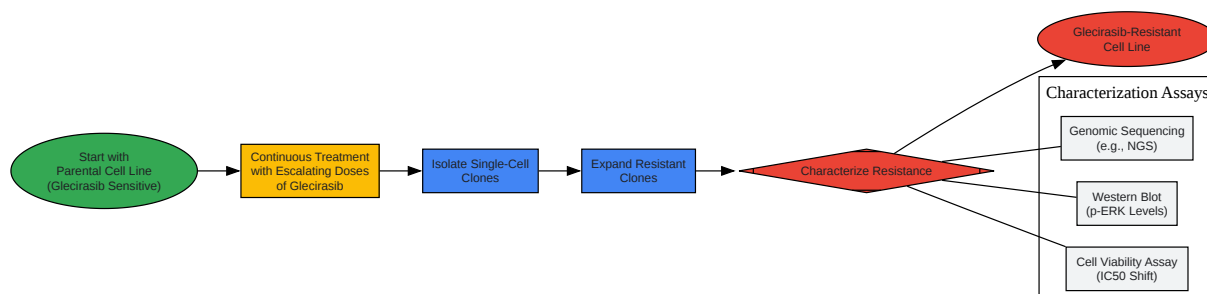 Start with
Parental Cell Line
(Glecirasib Sensitive)
Continuous Treatment
with Escalating Doses
of Glecirasib
Isolate Single-Cell
Clones
Expand Resistant
Clones
Characterize Resistance
Glecirasib-Resistant
Cell Line
Characterization Assays
Genomic Sequencing
(e.g., NGS)
Western Blot
(p-ERK Levels)
Cell Viability Assay
(IC50 Shift)